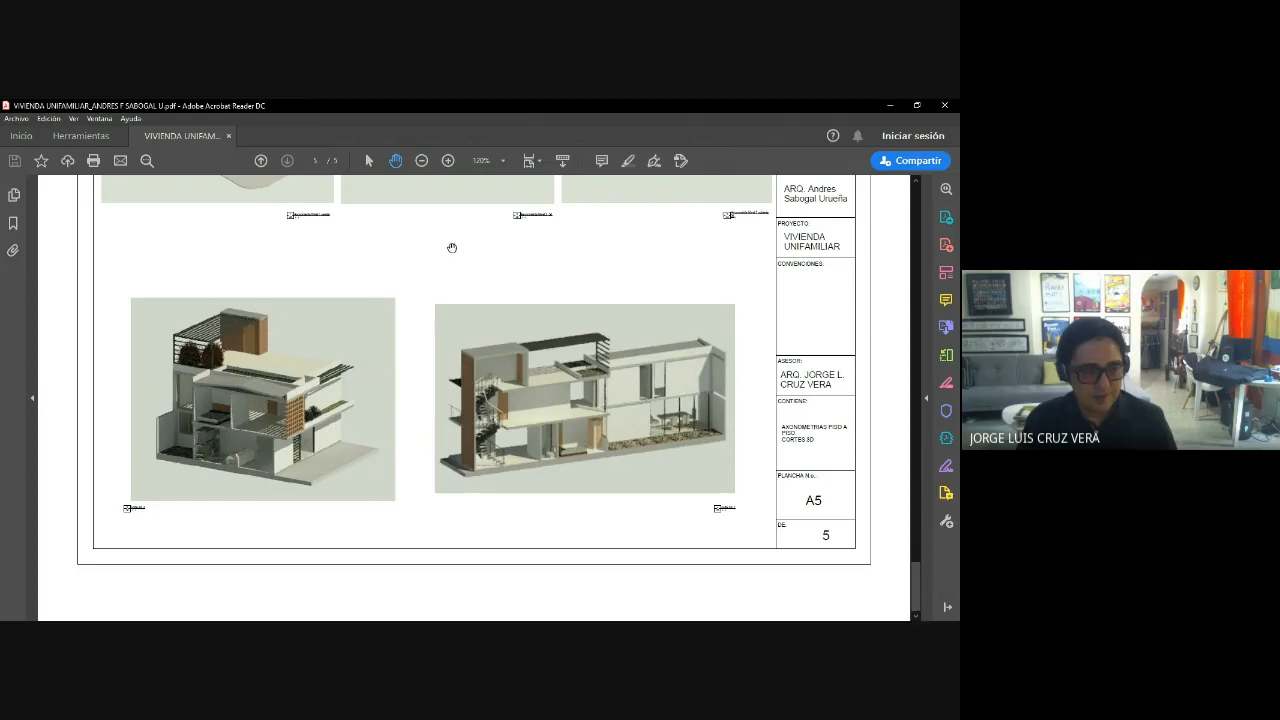 VIVIENDA UNIFAMILIAR_ANDRES F SABOGAL U.pdf - Adobe Acrobat Reader DC
Archivo Edición Ver Ventana Ayuda
Inicio Herramientas VIVIENDA UNIFAM...
Iniciar sesión
5 / 5
120%
Compartir
ARQ. Andres
Sabogal Urueña
PROYECTO:
VIVIENDA
UNIFAMILIAR
CONVENCIONES:
ASESOR:
ARQ. JORGE L.
CRUZ VERA
CONTIENE:
AXONOMETRIAS PISO A
PISO
CORTES 3D
PLANCHA N.o.:
A5
DE:
5
JORGE LUIS CRUZ VERA